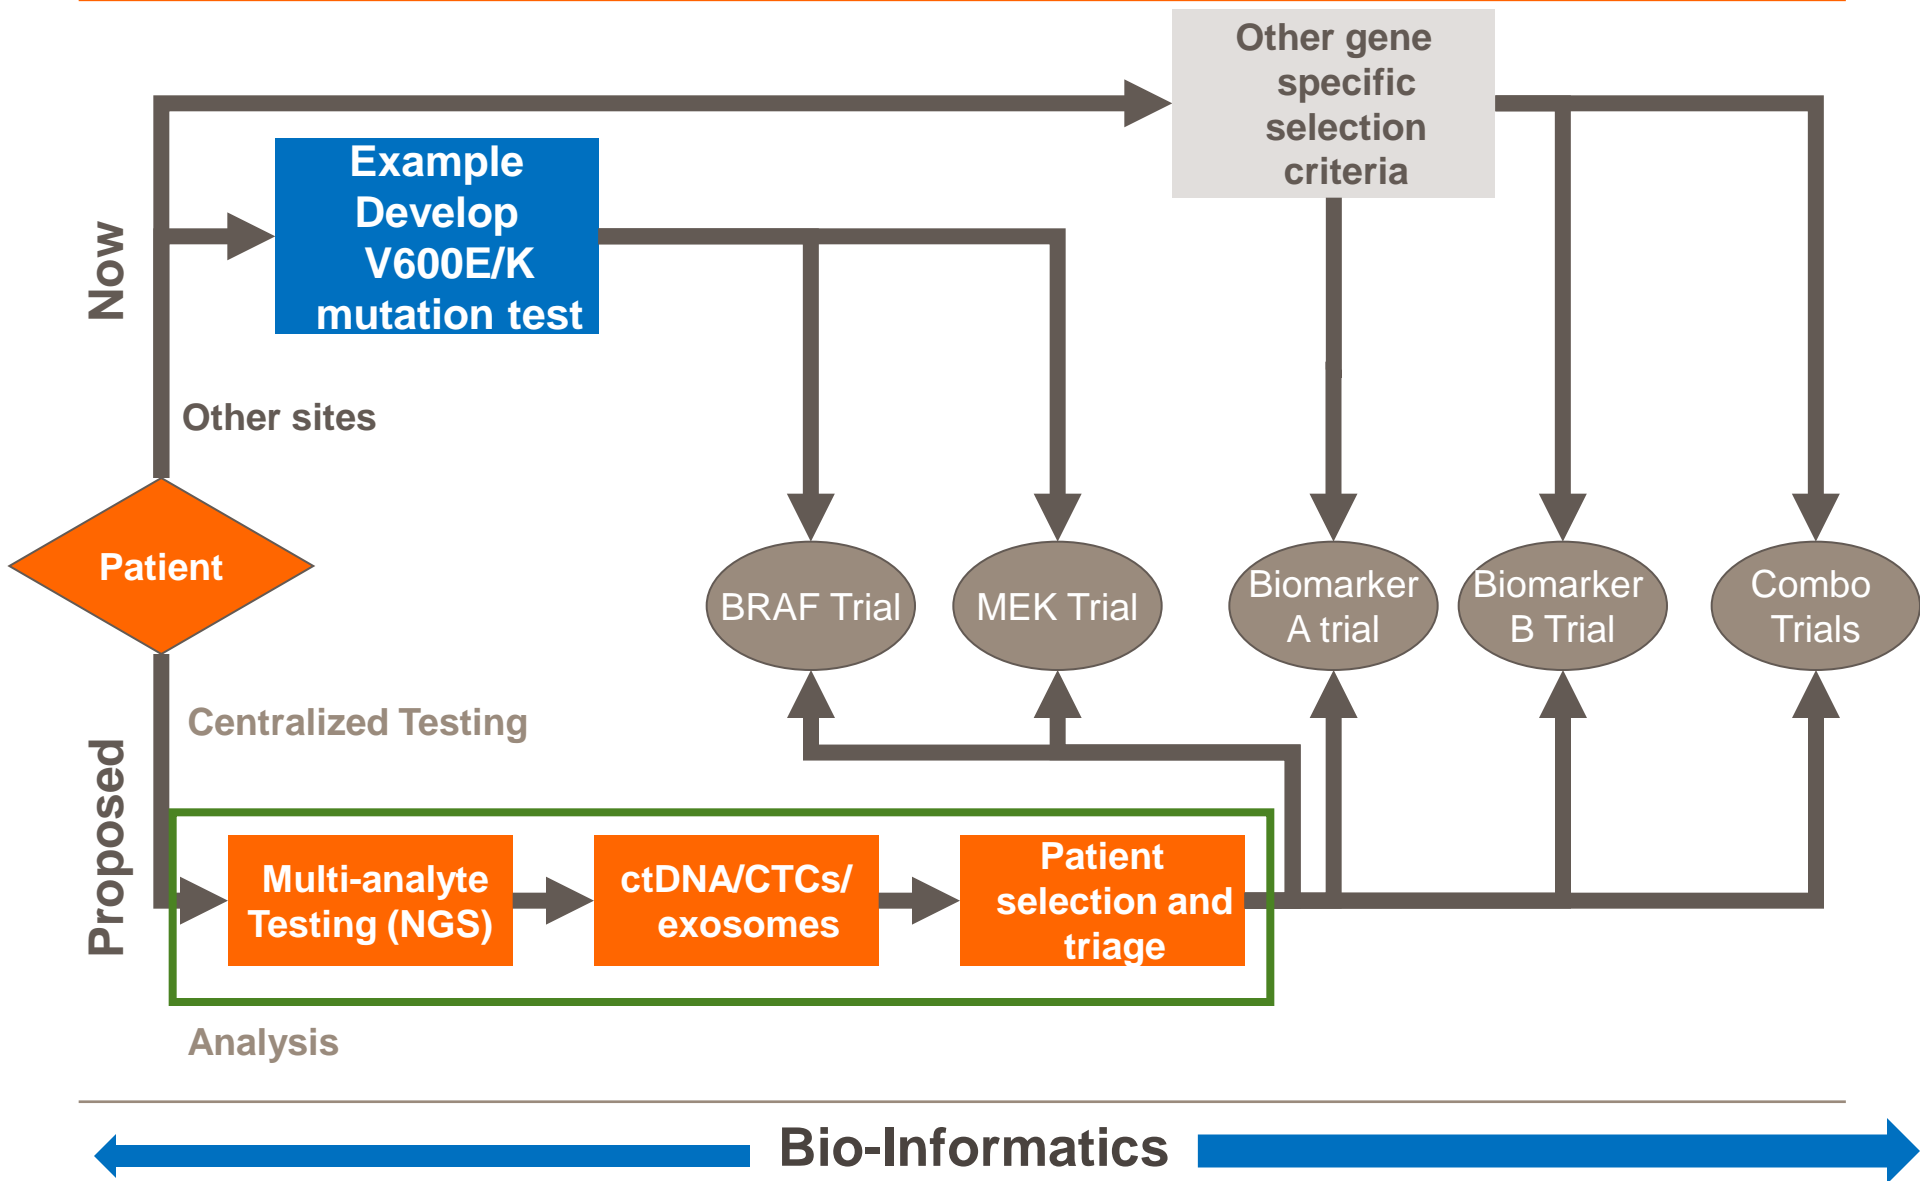 Other gene
specific
selection
criteria
Example
Develop
V600E/K
mutation test
Now
Other sites
Patient
BRAF Trial
MEK Trial
Biomarker
A trial
Biomarker
B Trial
Combo
Trials
Centralized Testing
Proposed
Multi-analyte
Testing (NGS)
ctDNA/CTCs/
exosomes
Patient
selection and
triage
Analysis
Bio-Informatics